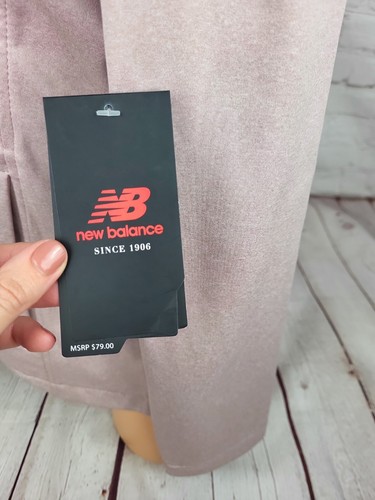 NB
new balance
SINCE 1906
MSRP $79.00